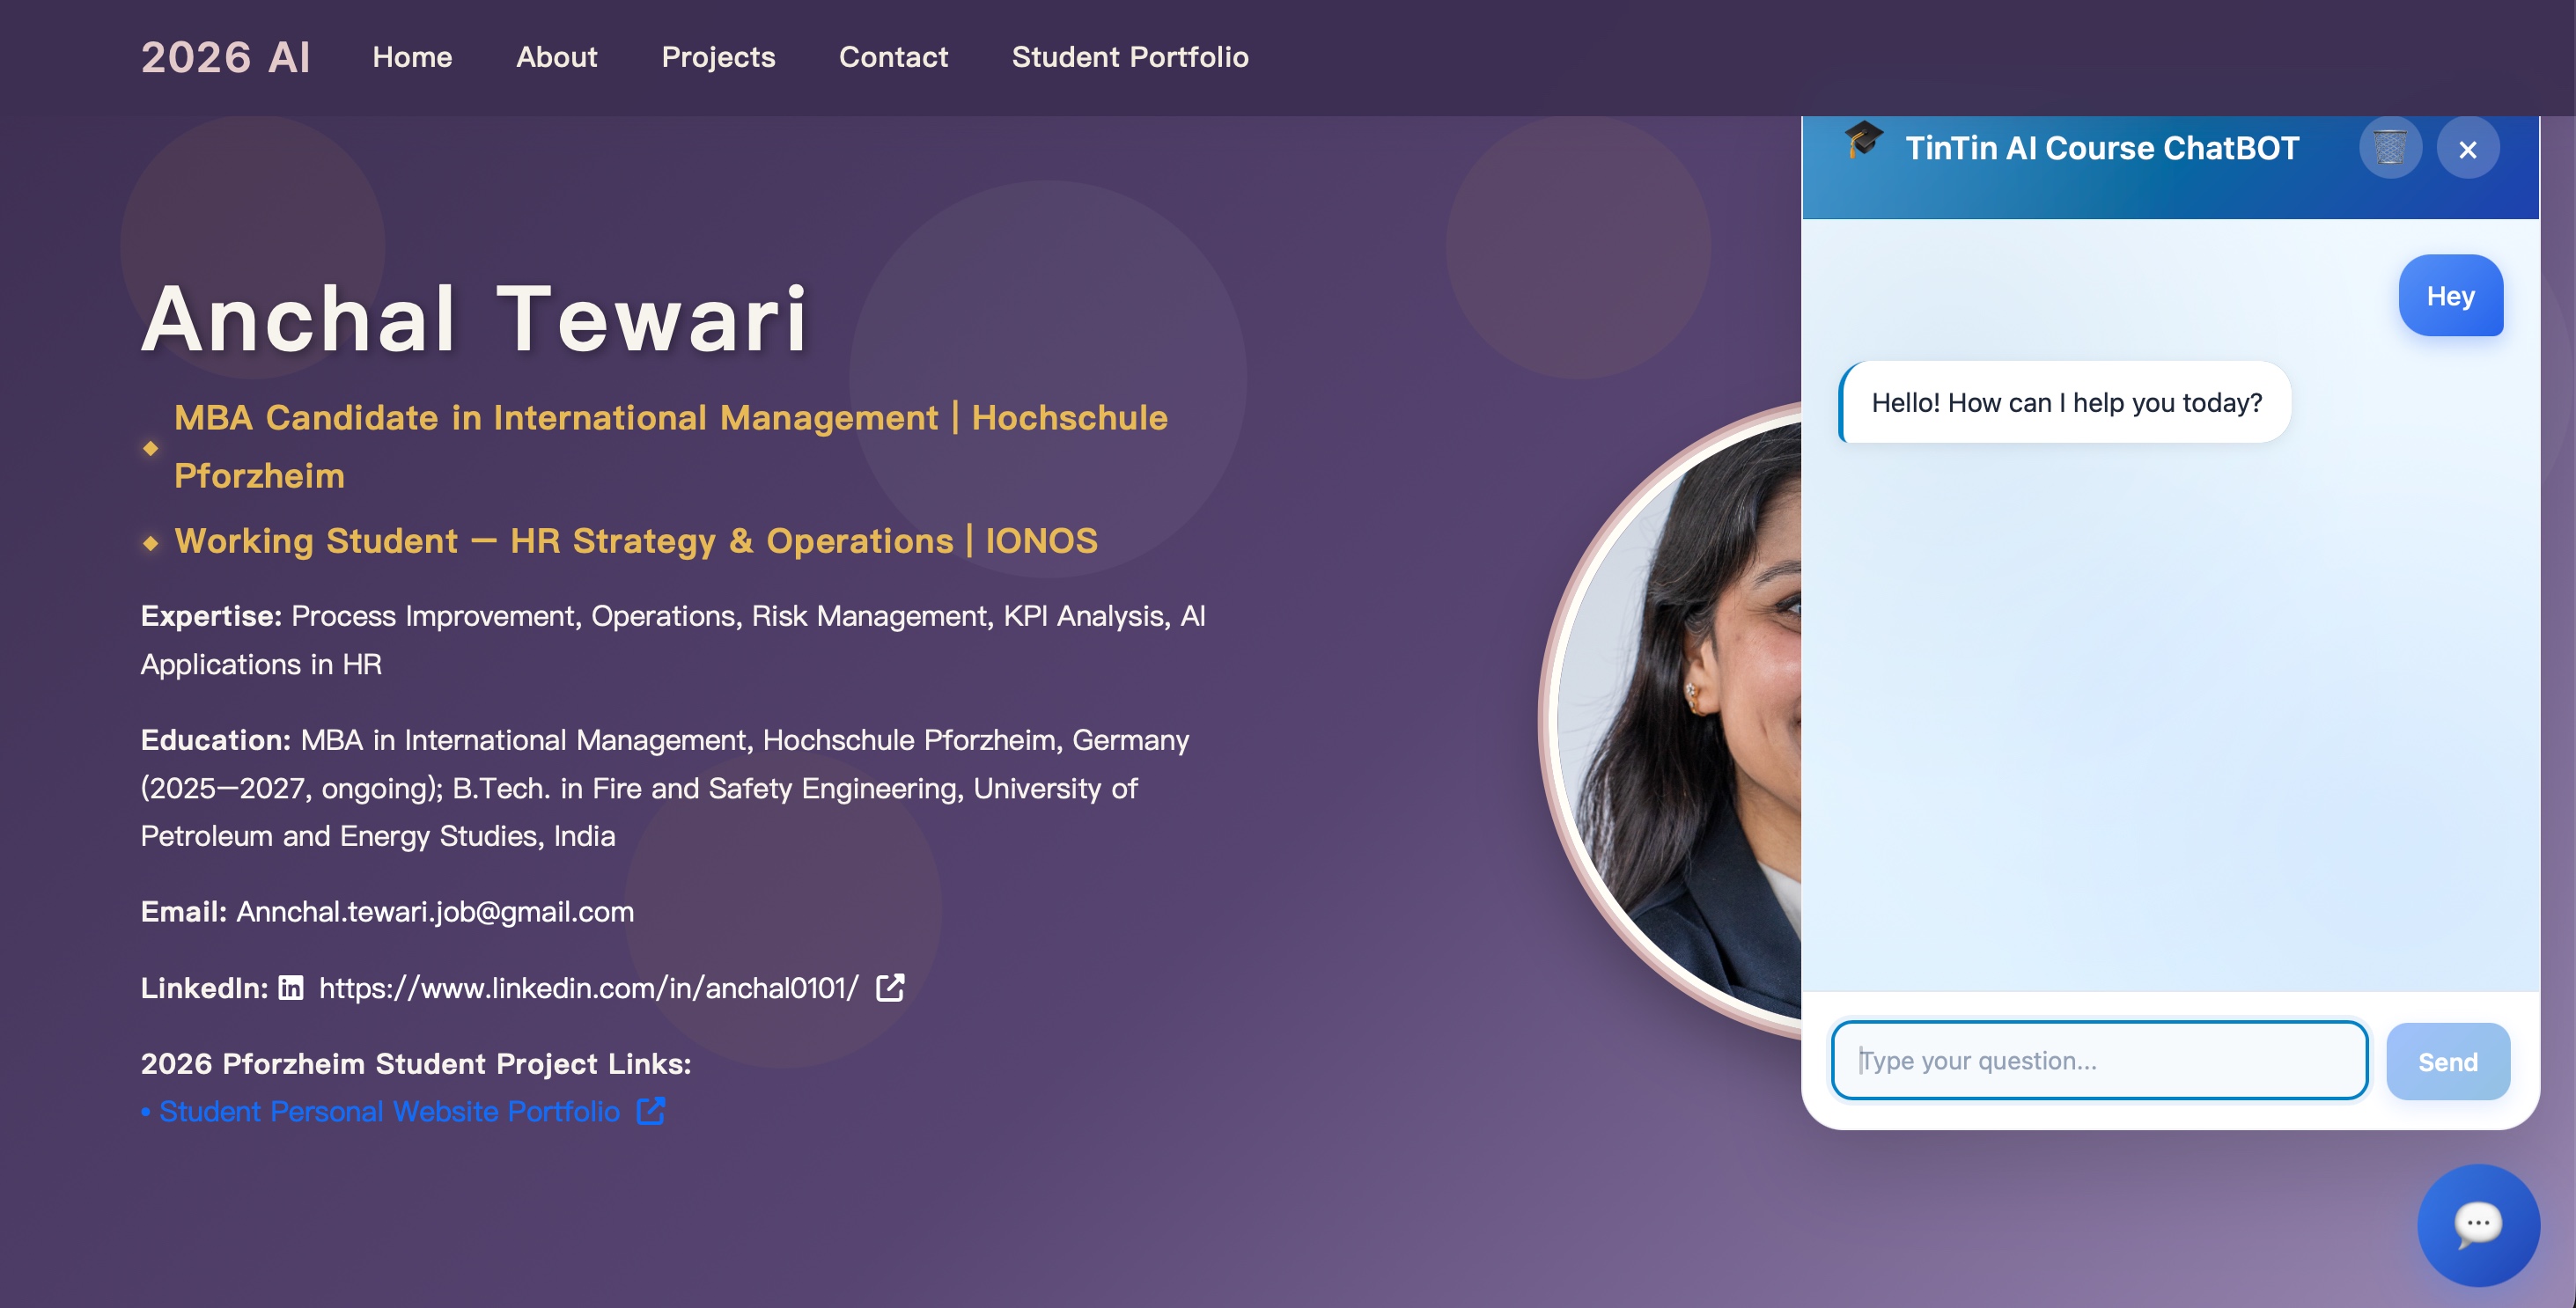 2026 AI
Home
About
Projects
Contact
Student Portfolio
Anchal Tewari
MBA Candidate in International Management | Hochschule
Pforzheim
Working Student — HR Strategy & Operations | IONOS
Expertise: Process Improvement, Operations, Risk Management, KPI Analysis, AI
Applications in HR
Education: MBA in International Management, Hochschule Pforzheim, Germany
(2025–2027, ongoing); B.Tech. in Fire and Safety Engineering, University of
Petroleum and Energy Studies, India
Email: Annchal.tewari.job@gmail.com
LinkedIn: in https://www.linkedin.com/in/anchal0101/
2026 Pforzheim Student Project Links:
• Student Personal Website Portfolio
TinTin AI Course ChatBOT
Hey
Hello! How can I help you today?
Type your question...
Send